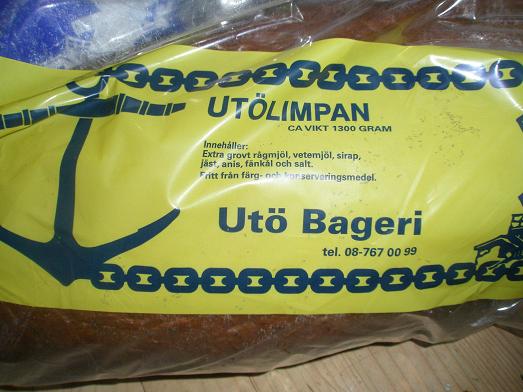 UTÖLIMPAN
CA VIKT 1300 GRAM
Innehåller:
Extra grovt rågmjöl, vetemjöl, sirap,
jäst, anis, fänkål och salt.
Fritt från färg- och konserveringsmedel.
Utö Bageri
tel. 08-767 00 99